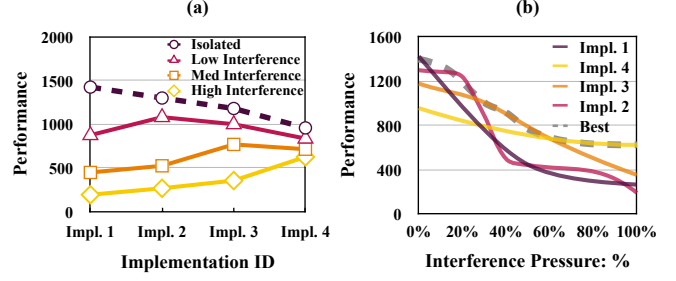 (a)
2000
1500
1000
500
0
Performance
Isolated
Low Interference
Med Interference
High Interference
Impl. 1 Impl. 2 Impl. 3 Impl. 4
Implementation ID
(b)
1600
1200
800
400
0
Performance
Impl. 1
Impl. 4
Impl. 3
Impl. 2
Best
0% 20% 40% 60% 80% 100%
Interference Pressure: %